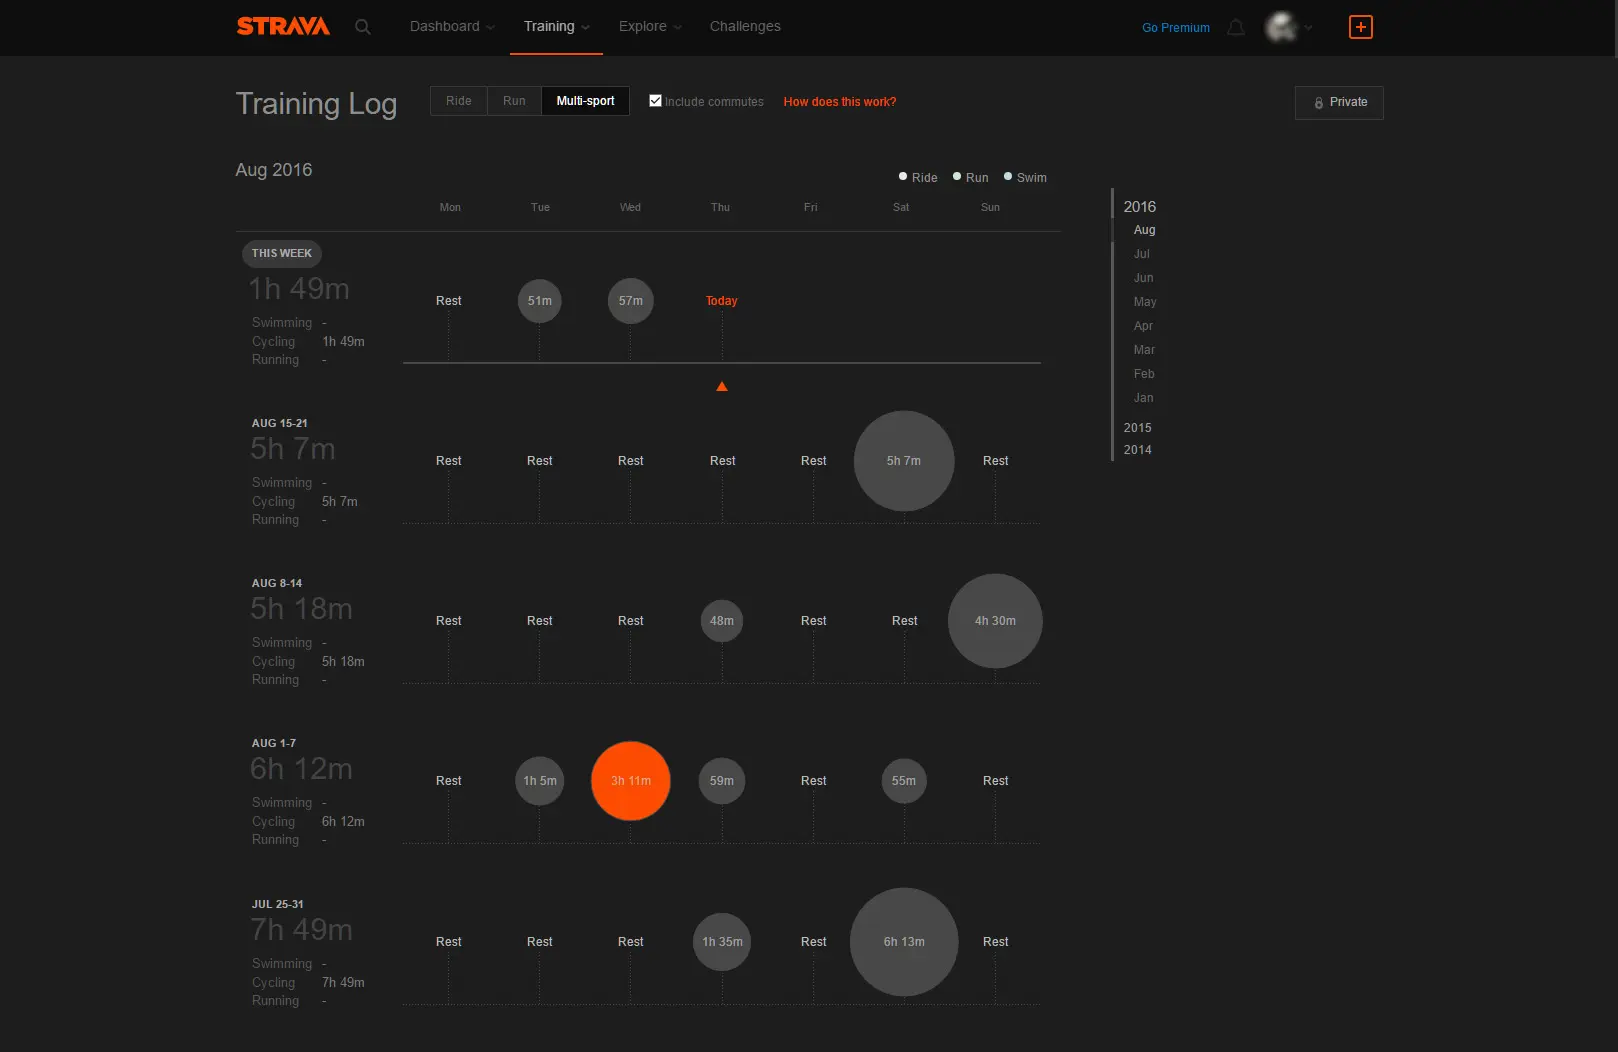 STRAVA Dashboard Training Explore Challenges Go Premium
Training Log Ride Run Multi-sport Include commutes How does this work? Private
Aug 2016
Ride Run Swim
Mon Tue Wed Thu Fri Sat Sun
THIS WEEK
1h 49m
Rest 51m 57m Today
Swimming -
Cycling 1h 49m
Running -
AUG 15-21
5h 7m
Rest Rest Rest Rest Rest 5h 7m Rest
Swimming -
Cycling 5h 7m
Running -
AUG 8-14
5h 18m
Rest Rest Rest 48m Rest Rest 4h 30m
Swimming -
Cycling 5h 18m
Running -
AUG 1-7
6h 12m
Rest 1h 5m 3h 11m 59m Rest 55m Rest
Swimming -
Cycling 6h 12m
Running -
JUL 25-31
7h 49m
Rest Rest Rest 1h 35m Rest 6h 13m Rest
Swimming -
Cycling 7h 49m
Running -
2016
Aug
Jul
Jun
May
Apr
Mar
Feb
Jan
2015
2014